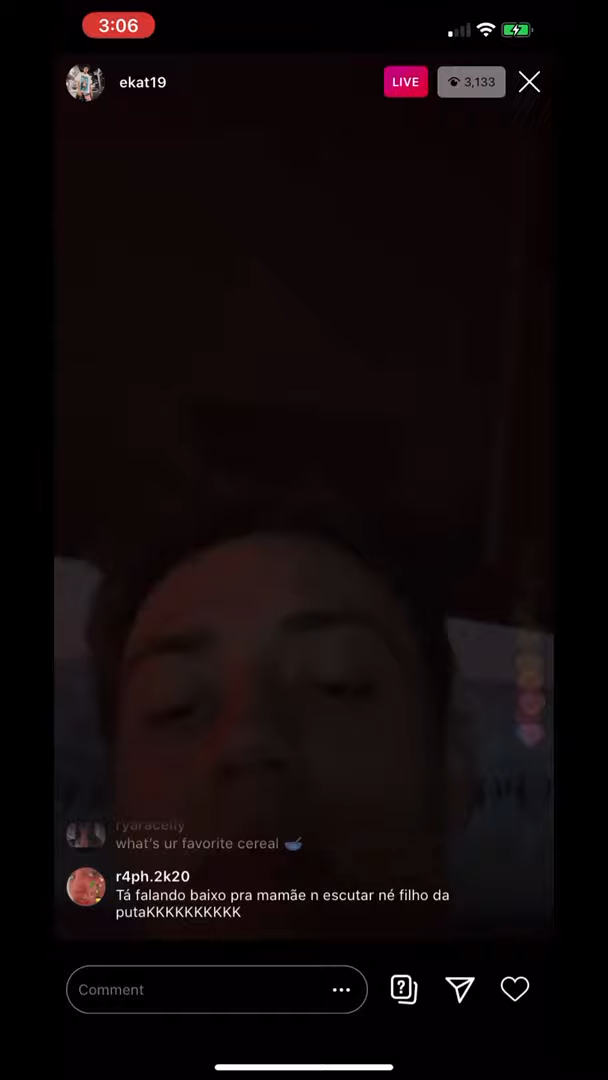 3:06
ekat19
LIVE
3,133
ryaracelly
what's ur favorite cereal 🥣
r4ph.2k20
Tá falando baixo pra mamãe n escutar né filho da
putaKKKKKKKKKK
Comment